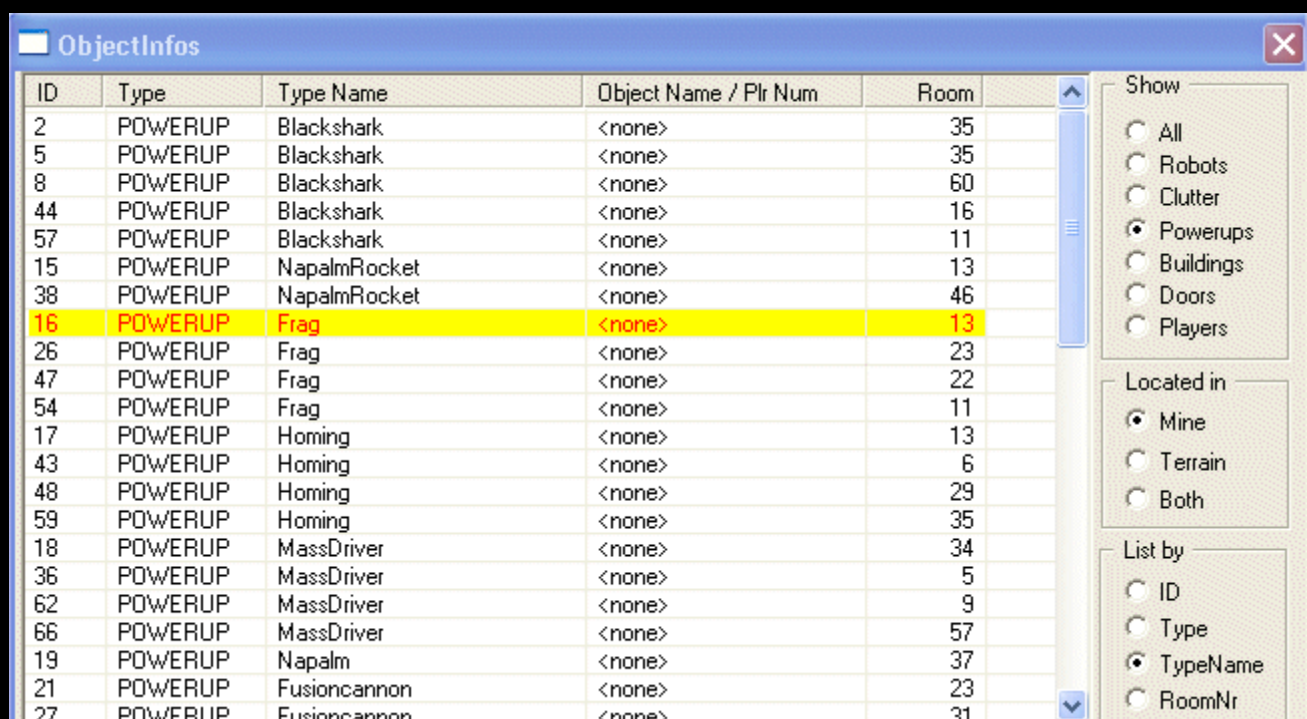 ObjectInfos
ID Type Type Name Object Name / Plr Num Room
2 POWERUP Blackshark <none> 35
5 POWERUP Blackshark <none> 35
8 POWERUP Blackshark <none> 60
44 POWERUP Blackshark <none> 16
57 POWERUP Blackshark <none> 11
15 POWERUP NapalmRocket <none> 13
38 POWERUP NapalmRocket <none> 46
16 POWERUP Frag <none> 13
26 POWERUP Frag <none> 23
47 POWERUP Frag <none> 22
54 POWERUP Frag <none> 11
17 POWERUP Homing <none> 13
43 POWERUP Homing <none> 6
48 POWERUP Homing <none> 29
59 POWERUP Homing <none> 35
18 POWERUP MassDriver <none> 34
36 POWERUP MassDriver <none> 5
62 POWERUP MassDriver <none> 9
66 POWERUP MassDriver <none> 57
19 POWERUP Napalm <none> 37
21 POWERUP Fusioncannon <none> 23
27 POWERUP Fusioncannon <none> 31
Show
All
Robots
Clutter
Powerups
Buildings
Doors
Players
Located in
Mine
Terrain
Both
List by
ID
Type
TypeName
RoomNr